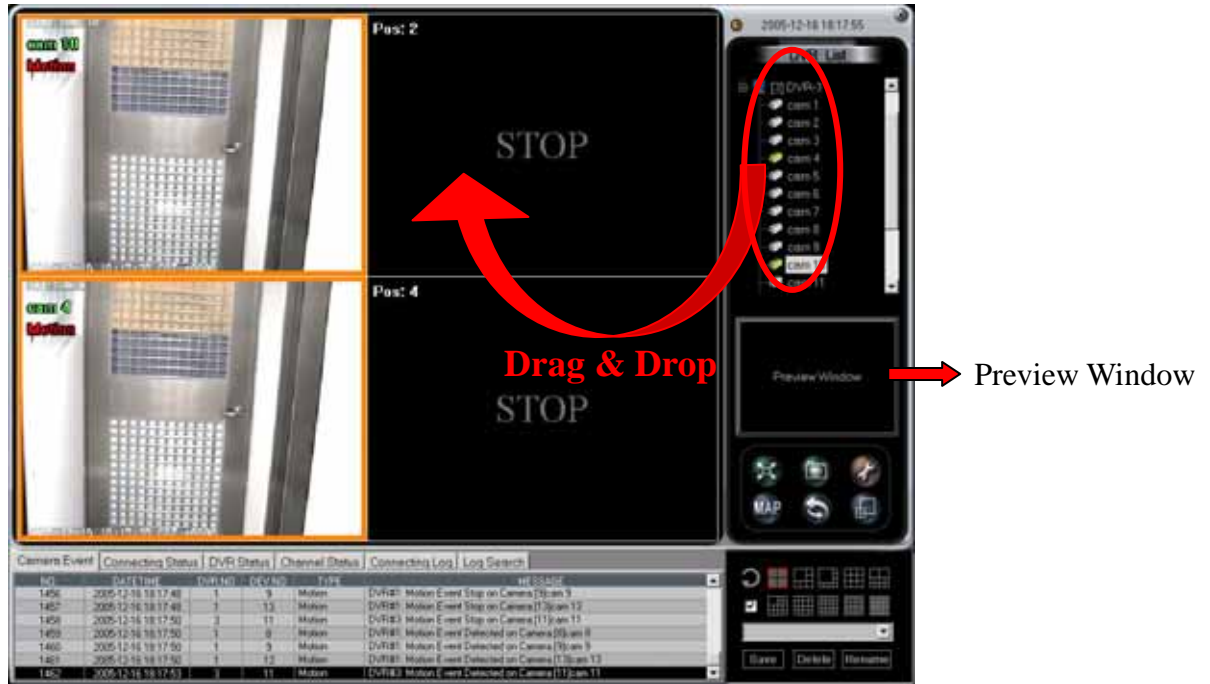 cam 10
Motion
Pos: 2
STOP
cam 4
Motion
Pos: 4
STOP
Drag & Drop
2005-12-16 18:17:55
DVR List
[3] DVR-3
cam 1
cam 2
cam 3
cam 4
cam 5
cam 6
cam 7
cam 8
cam 9
cam 1
cam 11
Preview Window
Preview Window
MAP
Camera Event Connecting Status DVR Status Channel Status Connecting Log Log Search
NO. DATETIME DVR.NO DEV.NO TYPE MESSAGE
1456 2005-12-16 18:17:48 1 9 Motion DVR#1: Motion Event Stop on Camera [9]cam 9
1457 2005-12-16 18:17:48 1 13 Motion DVR#1: Motion Event Stop on Camera [13]cam 13
1458 2005-12-16 18:17:50 3 11 Motion DVR#3: Motion Event Stop on Camera [11]cam 11
1459 2005-12-16 18:17:50 1 8 Motion DVR#1: Motion Event Detected on Camera [8]cam 8
1460 2005-12-16 18:17:50 1 9 Motion DVR#1: Motion Event Detected on Camera [9]cam 9
1461 2005-12-16 18:17:50 1 13 Motion DVR#1: Motion Event Detected on Camera [13]cam 13
1462 2005-12-16 18:17:53 3 11 Motion DVR#3: Motion Event Detected on Camera [11]cam 11
Save Delete Rename